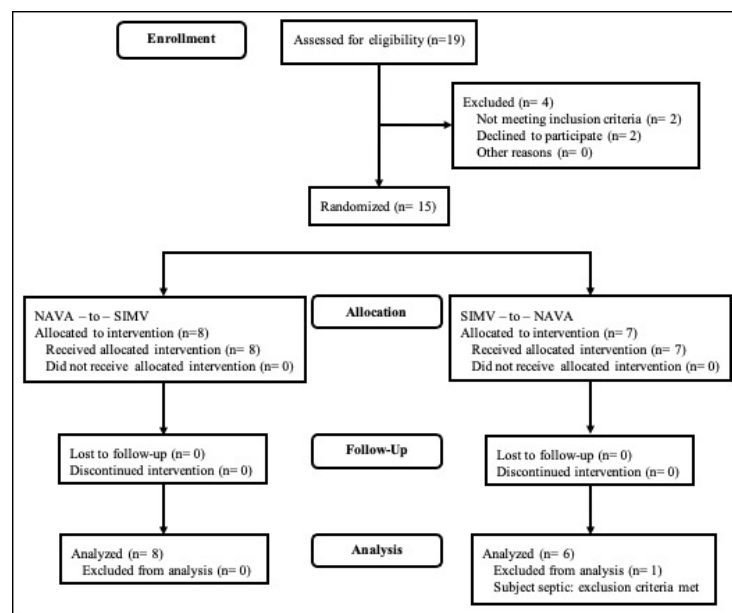 Enrollment
Assessed for eligibility (n=19)
Excluded (n= 4)
Not meeting inclusion criteria (n= 2)
Declined to participate (n= 2)
Other reasons (n= 0)
Randomized (n= 15)
NAVA – to – SIMV
Allocated to intervention (n=8)
Received allocated intervention (n= 8)
Did not receive allocated intervention (n= 0)
Allocation
SIMV – to – NAVA
Allocated to intervention (n= 7)
Received allocated intervention (n= 7)
Did not receive allocated intervention (n= 0)
Lost to follow-up (n= 0)
Discontinued intervention (n= 0)
Follow-Up
Lost to follow-up (n= 0)
Discontinued intervention (n= 0)
Analyzed (n= 8)
Excluded from analysis (n= 0)
Analysis
Analyzed (n= 6)
Excluded from analysis (n= 1)
Subject septic: exclusion criteria met